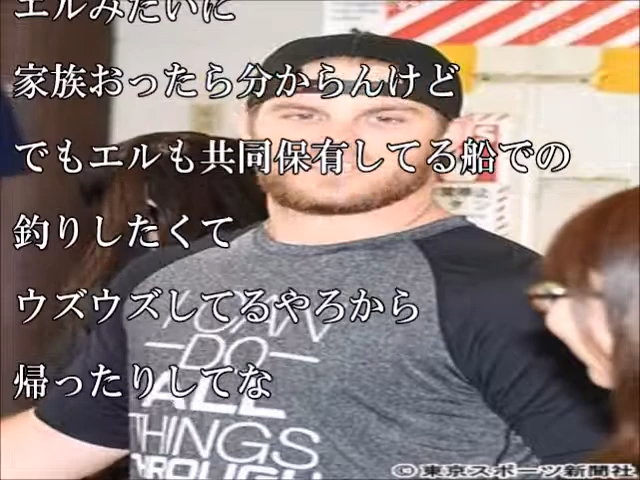 エルみたいに
家族おったら分からんけど
でもエルも共同保有してる船での
釣りしたくて
ウズウズしてるやろから
帰ったりしてな
I CAN
DO
ALL
THINGS
THROUGH
©東京スポーツ新聞社